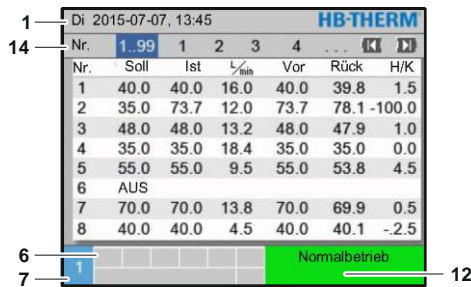 1 Di 2015-07-07, 13:45 HB-THERM
14 Nr. 1..99 1 2 3 4 ...
Nr. Soll Ist L/min Vor Rück H/K
1 40.0 40.0 16.0 40.0 39.8 1.5
2 35.0 73.7 12.0 73.7 78.1 -100.0
3 48.0 48.0 13.2 48.0 47.9 1.0
4 35.0 35.0 18.4 35.0 35.0 0.0
5 55.0 55.0 9.5 55.0 53.8 4.5
6 AUS
7 70.0 70.0 13.8 70.0 69.9 0.5
8 40.0 40.0 4.5 40.0 40.1 -.2.5
6 Normalbetrieb
7 1 12